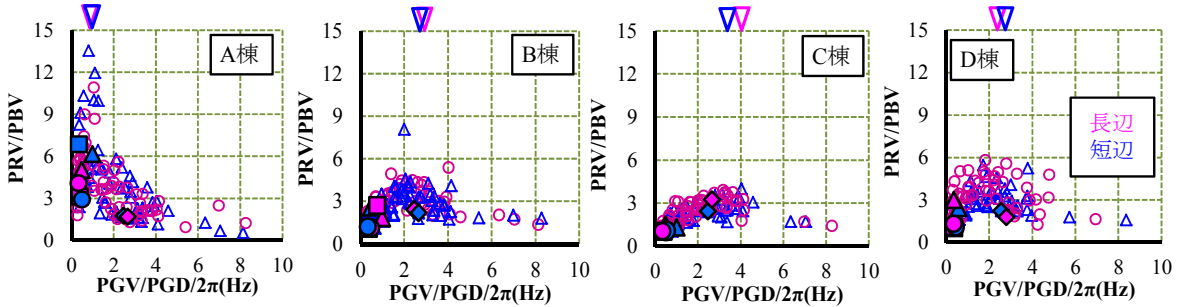 15
12
9
6
3
0
PRV/PBV
A棟
0 2 4 6 8 10
PGV/PGD/2π(Hz)
15
12
9
6
3
0
PRV/PBV
B棟
0 2 4 6 8 10
PGV/PGD/2π(Hz)
15
12
9
6
3
0
PRV/PBV
C棟
0 2 4 6 8 10
PGV/PGD/2π(Hz)
15
12
9
6
3
0
PRV/PBV
D棟
長辺
短辺
0 2 4 6 8 10
PGV/PGD/2π(Hz)